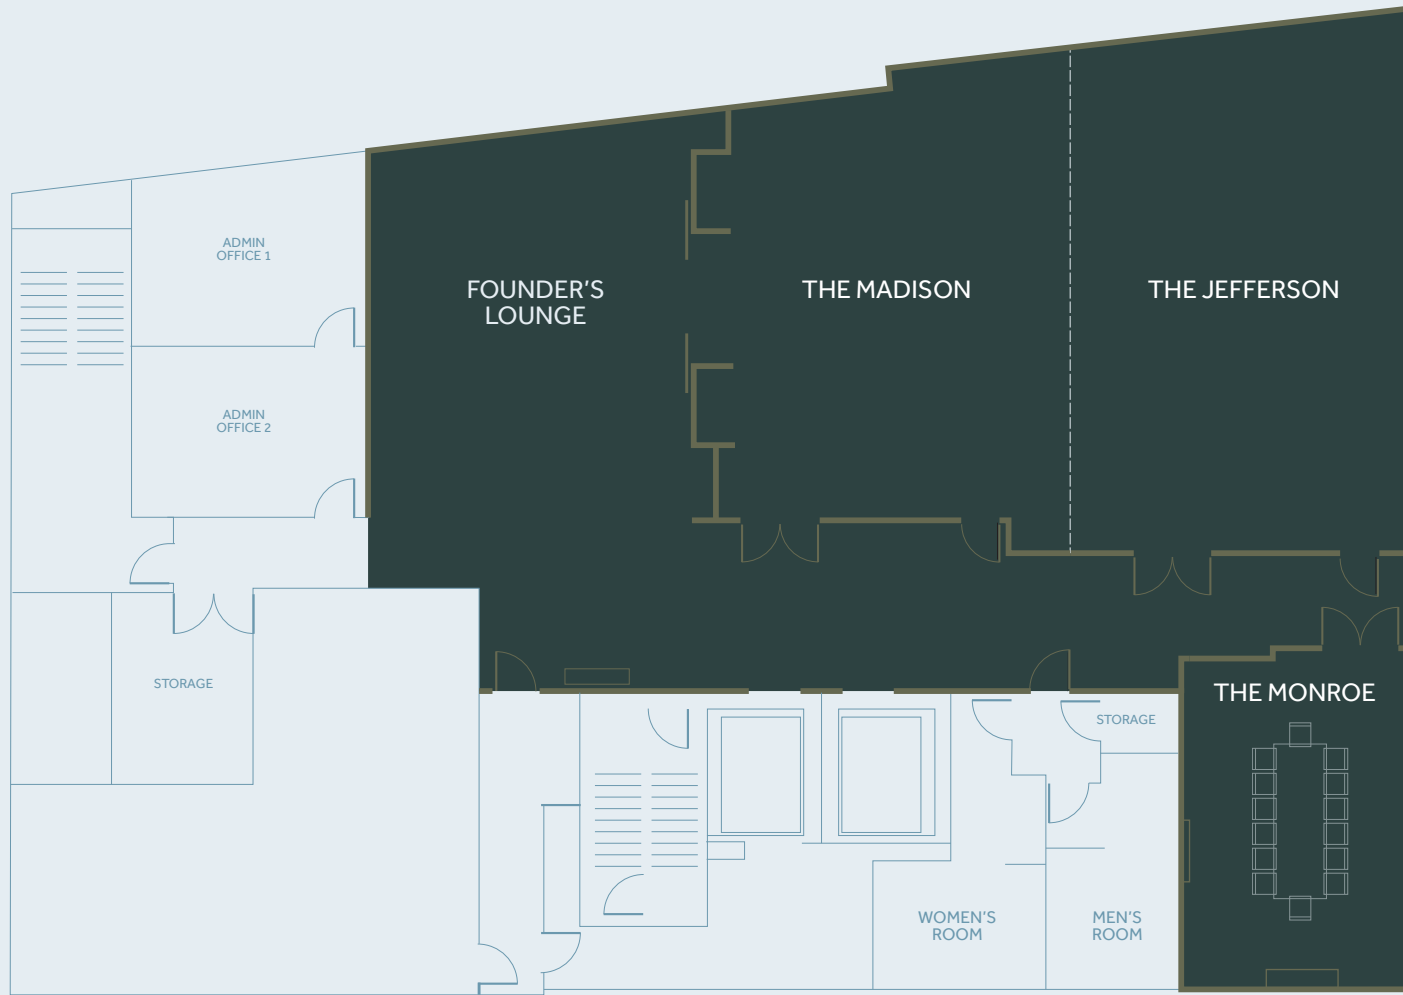 ADMIN
OFFICE 1
FOUNDER'S
LOUNGE
THE MADISON
THE JEFFERSON
ADMIN
OFFICE 2
STORAGE
THE MONROE
STORAGE
WOMEN'S
ROOM
MEN'S
ROOM